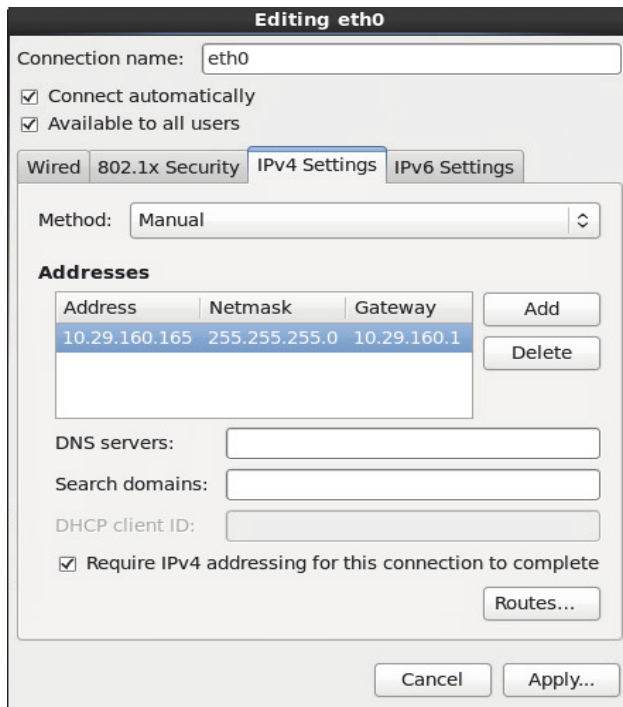 Editing eth0
Connection name: eth0
Connect automatically
Available to all users
Wired 802.1x Security IPv4 Settings IPv6 Settings
Method: Manual
Addresses
Address Netmask Gateway Add
10.29.160.165 255.255.255.0 10.29.160.1
Delete
DNS servers:
Search domains:
DHCP client ID:
Require IPv4 addressing for this connection to complete
Routes...
Cancel Apply...